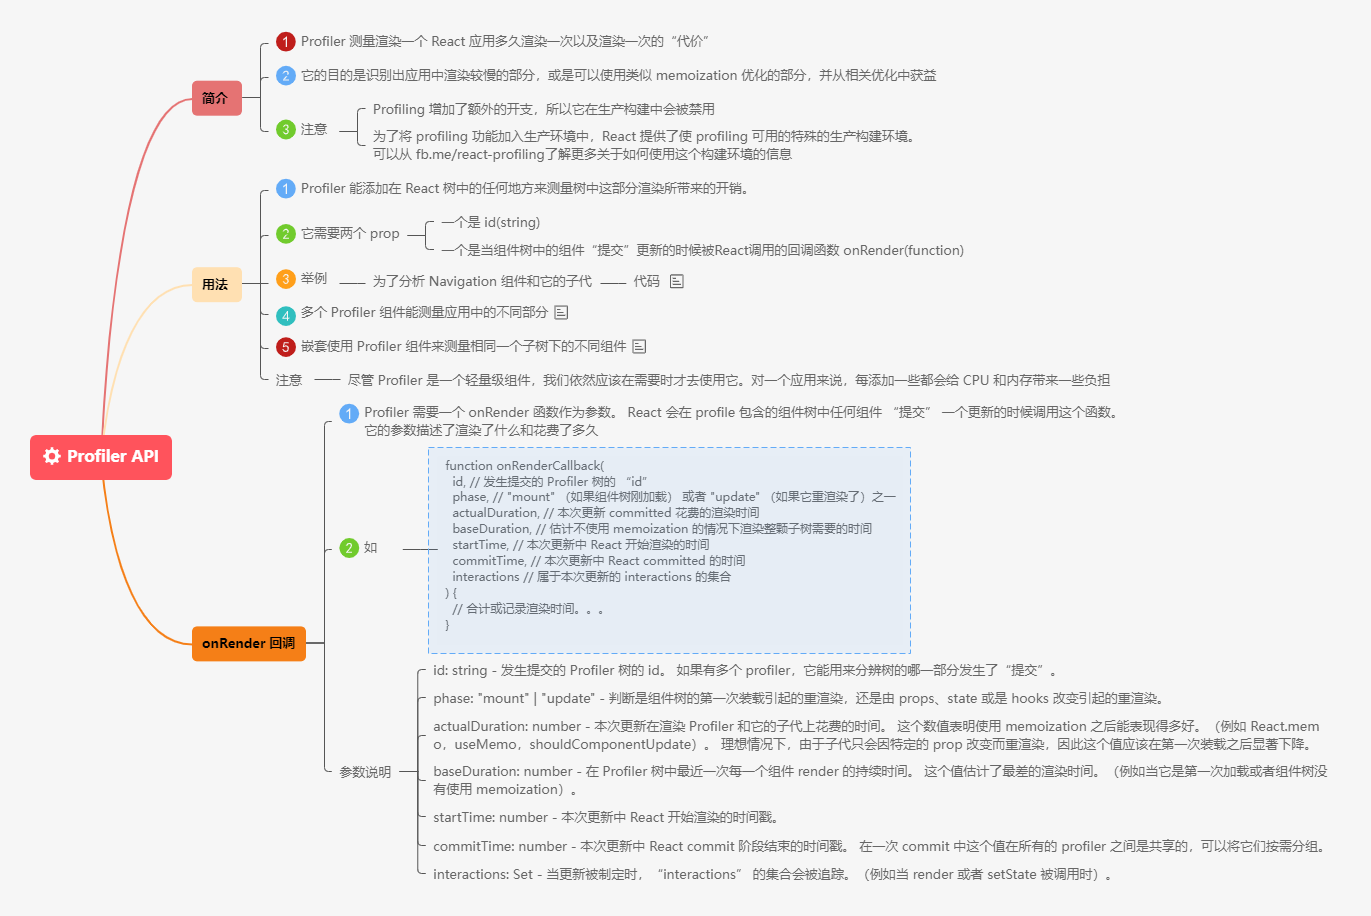 Profiler API
简介
1 Profiler 测量渲染一个 React 应用多久渲染一次以及渲染一次的“代价”
2 它的目的是识别出应用中渲染较慢的部分，或是可以使用类似 memoization 优化的部分，并从相关优化中获益
3 注意
Profiling 增加了额外的开支，所以它在生产构建中会被禁用
为了将 profiling 功能加入生产环境中，React 提供了使 profiling 可用的特殊的生产构建环境。
可以从 fb.me/react-profiling了解更多关于如何使用这个构建环境的信息
用法
1 Profiler 能添加在 React 树中的任何地方来测量树中这部分渲染所带来的开销。
2 它需要两个 prop
一个是 id(string)
一个是当组件树中的组件“提交”更新的时候被React调用的回调函数 onRender(function)
3 举例
为了分析 Navigation 组件和它的子代
代码
4 多个 Profiler 组件能测量应用中的不同部分
5 嵌套使用 Profiler 组件来测量相同一个子树下的不同组件
注意
尽管 Profiler 是一个轻量级组件，我们依然应该在需要时才去使用它。对一个应用来说，每添加一些都会给 CPU 和内存带来一些负担
onRender 回调
1 Profiler 需要一个 onRender 函数作为参数。 React 会在 profile 包含的组件树中任何组件 “提交” 一个更新的时候调用这个函数。
它的参数描述了渲染了什么和花费了多久
2 如
function onRenderCallback(
id, // 发生提交的 Profiler 树的 “id”
phase, // "mount" （如果组件树刚加载） 或者 "update" （如果它重渲染了）之一
actualDuration, // 本次更新 committed 花费的渲染时间
baseDuration, // 估计不使用 memoization 的情况下渲染整颗子树需要的时间
startTime, // 本次更新中 React 开始渲染的时间
commitTime, // 本次更新中 React committed 的时间
interactions // 属于本次更新的 interactions 的集合
) {
// 合计或记录渲染时间。。。
}
参数说明
id: string - 发生提交的 Profiler 树的 id。 如果有多个 profiler，它能用来分辨树的哪一部分发生了“提交”。
phase: "mount" | "update" - 判断是组件树的第一次装载引起的重渲染，还是由 props、state 或是 hooks 改变引起的重渲染。
actualDuration: number - 本次更新在渲染 Profiler 和它的子代上花费的时间。 这个数值表明使用 memoization 之后能表现得多好。（例如 React.mem
o，useMemo，shouldComponentUpdate）。 理想情况下，由于子代只会因特定的 prop 改变而重渲染，因此这个值应该在第一次装载之后显著下降。
baseDuration: number - 在 Profiler 树中最近一次每一个组件 render 的持续时间。 这个值估计了最差的渲染时间。（例如当它是第一次加载或者组件树没
有使用 memoization）。
startTime: number - 本次更新中 React 开始渲染的时间戳。
commitTime: number - 本次更新中 React commit 阶段结束的时间戳。 在一次 commit 中这个值在所有的 profiler 之间是共享的，可以将它们按需分组。
interactions: Set - 当更新被制定时，“interactions” 的集合会被追踪。（例如当 render 或者 setState 被调用时）。